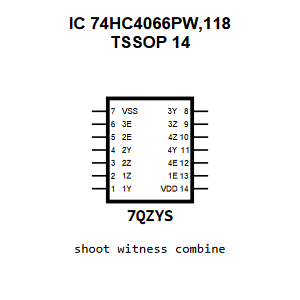 IC 74HC4066PW,118
TSSOP 14
7 VSS 3Y 8
6 3E 3Z 9
5 2E 4Z 10
4 2Y 4Y 11
3 2Z 4E 12
2 1Z 1E 13
1 1Y VDD 14
7QZYS
shoot witness combine